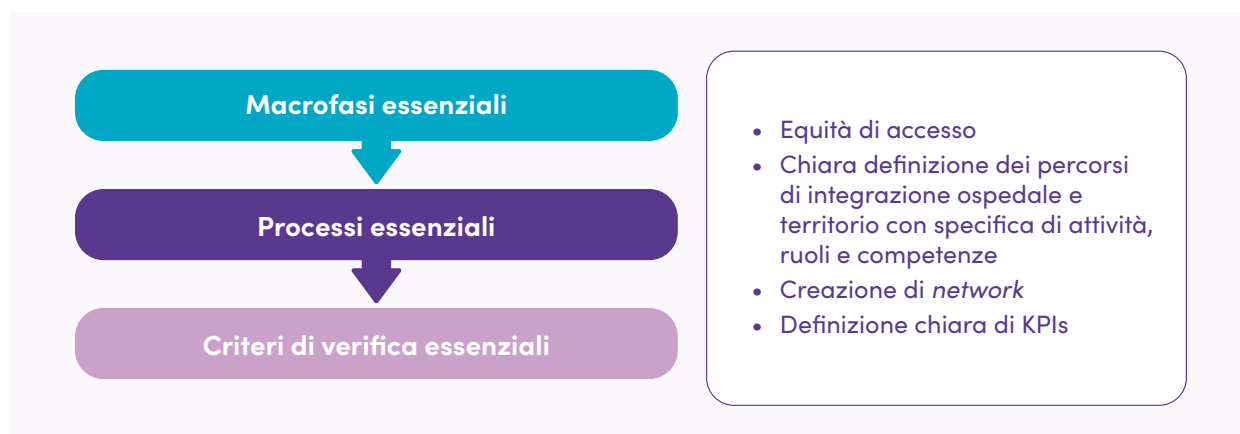 Macrofasi essenziali
Processi essenziali
Criteri di verifica essenziali
• Equità di accesso
• Chiara definizione dei percorsi
di integrazione ospedale e
territorio con specifica di attività,
ruoli e competenze
• Creazione di network
• Definizione chiara di KPIs